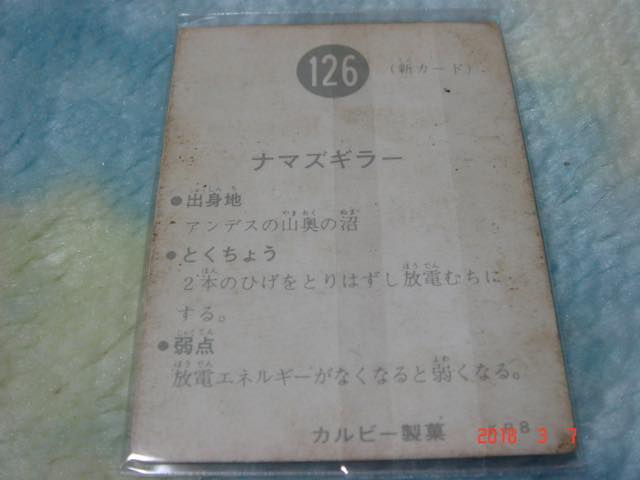 126 (新カード)
ナマズギラー
●出身地
アンデスの山奥の沼
●とくちょう
2本のひげをとりはずし放電むちに
する。
●弱点
放電エネルギーがなくなると弱くなる。
カルビー製菓
2018 3 7